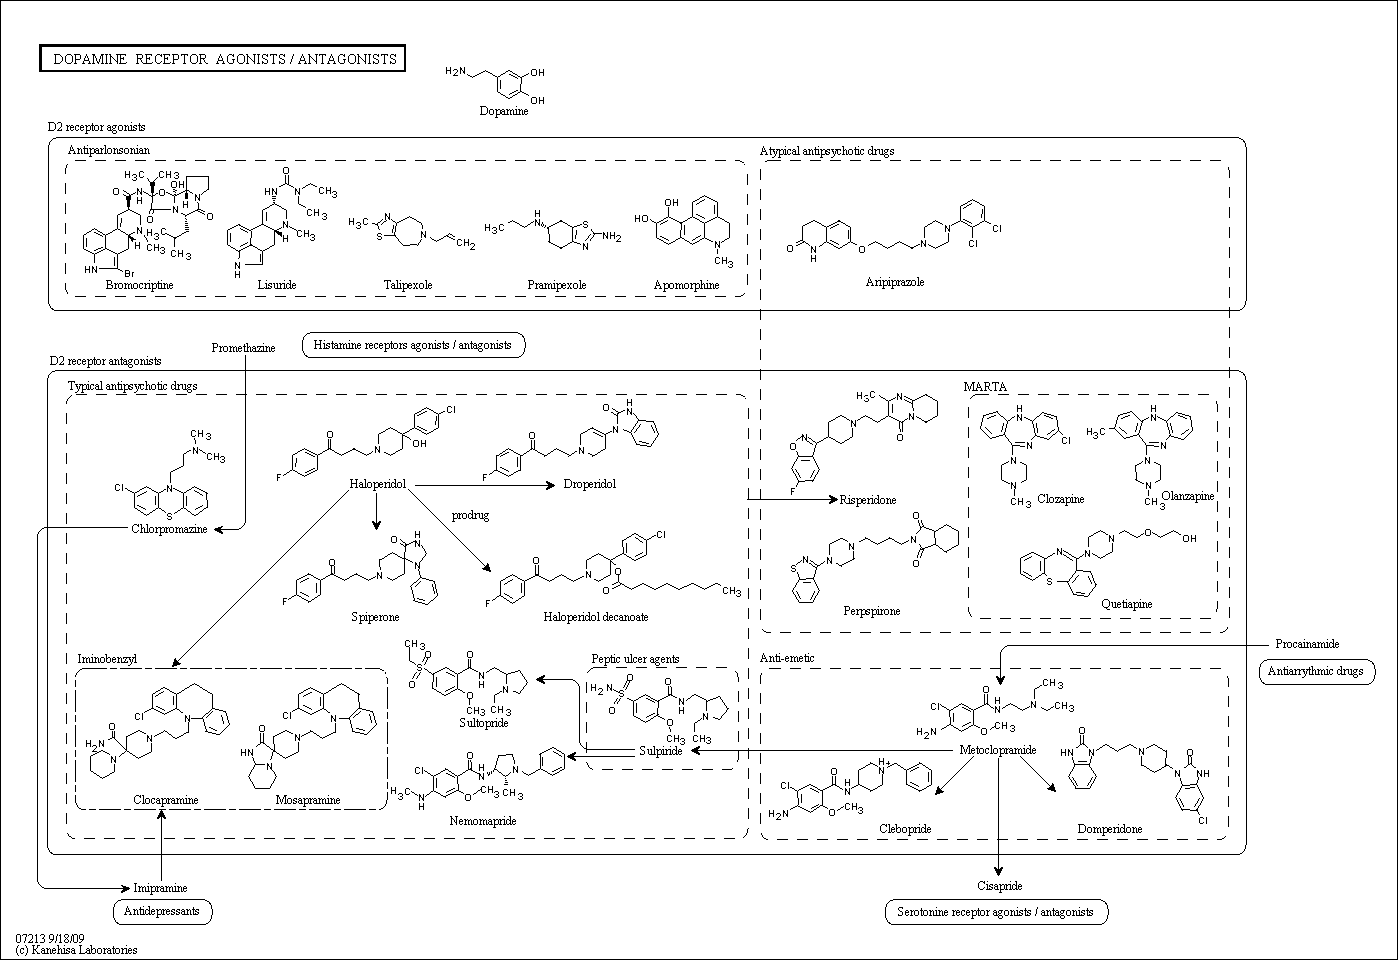 DOPAMINE RECEPTOR AGONISTS / ANTAGONISTS
H2N
OH
OH
Dopamine
D2 receptor agonists
Antiparlonsonian
Atypical antipsychotic drugs
Bromocriptine
Lisuride
Talipexole
Pramipexole
Apomorphine
Aripiprazole
Promethazine
Histamine receptors agonists / antagonists
D2 receptor antagonists
Typical antipsychotic drugs
MARTA
Haloperidol
Droperidol
Risperidone
Clozapine
Olanzapine
prodrug
Chlorpromazine
Spiperone
Haloperidol decanoate
Perpspirone
Quetiapine
Iminobenzyl
Peptic ulcer agents
Anti-emetic
Procainamide
Antiarrythmic drugs
Sultopride
Sulpiride
Metoclopramide
Clocapramine
Mosapramine
Nemomapride
Clebopride
Domperidone
Imipramine
Antidepressants
Cisapride
Serotonine receptor agonists / antagonists
07213 9/18/09
(c) Kanehisa Laboratories